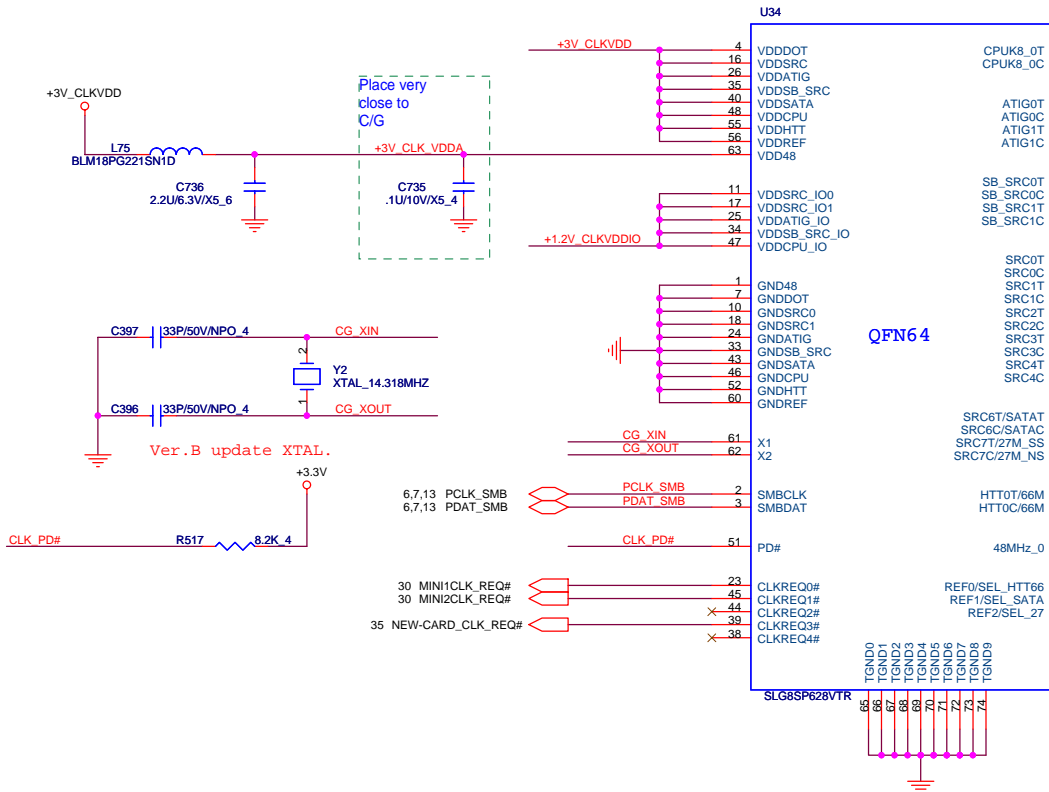 U34
+3V_CLKVDD
L75
BLM18PG221SN1D
C736
2.2U/6.3V/X5_6
Place very
close to
C/G
+3V_CLK_VDDA
C735
.1U/10V/X5_4
+3V_CLKVDD
4 VDDDOT
16 VDDSRC
26 VDDATIG
35 VDDSB_SRC
40 VDDSATA
48 VDDCPU
55 VDDHTT
56 VDDREF
63 VDD48
11 VDDSRC_IO0
17 VDDSRC_IO1
25 VDDATIG_IO
34 VDDSB_SRC_IO
47 VDDCPU_IO
+1.2V_CLKVDDIO
1 GND48
7 GNDDOT
10 GNDSRC0
18 GNDSRC1
24 GNDATIG
33 GNDSB_SRC
43 GNDSATA
46 GNDCPU
52 GNDHTT
60 GNDREF
CG_XIN 61 X1
CG_XOUT 62 X2
6,7,13 PCLK_SMB PCLK_SMB 2 SMBCLK
6,7,13 PDAT_SMB PDAT_SMB 3 SMBDAT
CLK_PD# 51 PD#
30 MINI1CLK_REQ# 23 CLKREQ0#
30 MINI2CLK_REQ# 45 CLKREQ1#
44 CLKREQ2#
35 NEW-CARD_CLK_REQ# 39 CLKREQ3#
38 CLKREQ4#
C397 33P/50V/NPO_4 CG_XIN
2
Y2
XTAL_14.318MHZ
1
C396 33P/50V/NPO_4 CG_XOUT
Ver.B update XTAL.
+3.3V
CLK_PD# R517 8.2K_4
QFN64
CPUK8_0T
CPUK8_0C
ATIG0T
ATIG0C
ATIG1T
ATIG1C
SB_SRC0T
SB_SRC0C
SB_SRC1T
SB_SRC1C
SRC0T
SRC0C
SRC1T
SRC1C
SRC2T
SRC2C
SRC3T
SRC3C
SRC4T
SRC4C
SRC6T/SATAT
SRC6C/SATAC
SRC7T/27M_SS
SRC7C/27M_NS
HTT0T/66M
HTT0C/66M
48MHz_0
REF0/SEL_HTT66
REF1/SEL_SATA
REF2/SEL_27
TGND0
TGND1
TGND2
TGND3
TGND4
TGND5
TGND6
TGND7
TGND8
TGND9
SLG8SP628VTR
65
66
67
68
69
70
71
72
73
74